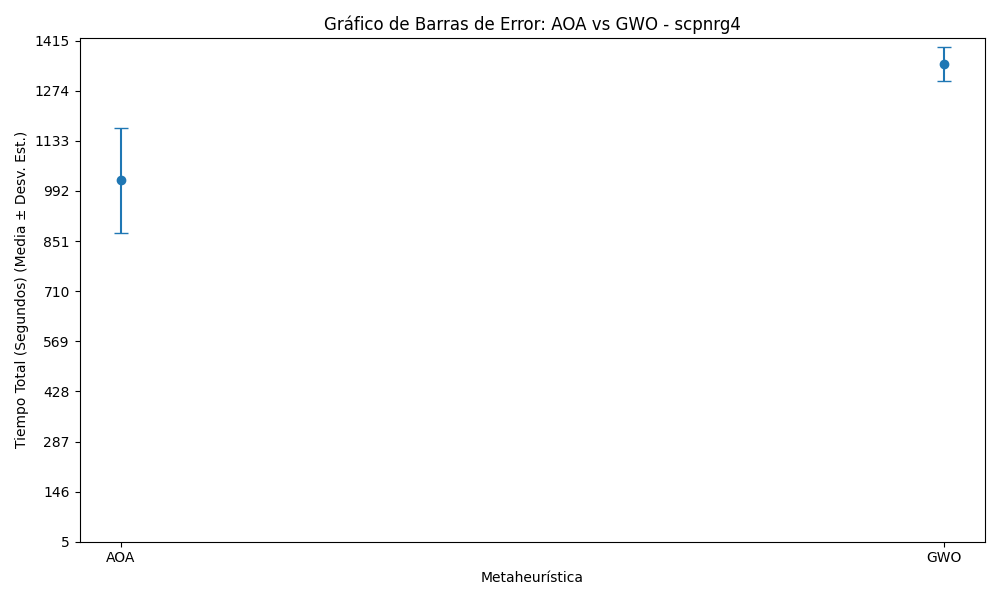 Gráfico de Barras de Error: AOA vs GWO - scpnrg4
Tiempo Total (Segundos) (Media ± Desv. Est.)
1415
1274
1133
992
851
710
569
428
287
146
5
AOA
GWO
Metaheurística